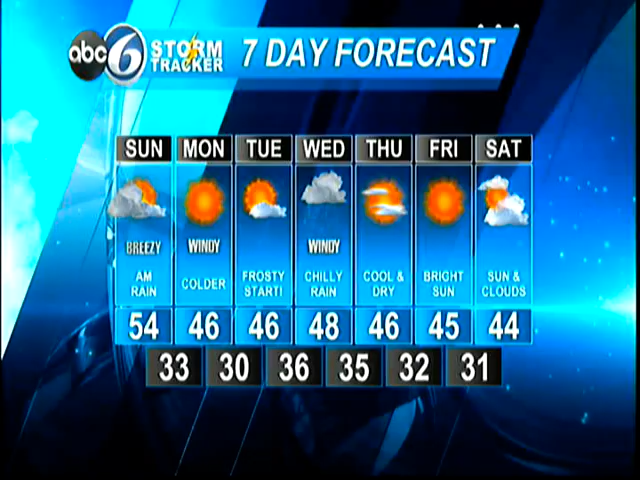 abc 6 STORM TRACKER 7 DAY FORECAST
SUN MON TUE WED THU FRI SAT
BREEZY WINDY WINDY
AM RAIN COLDER FROSTY START! CHILLY RAIN COOL & DRY BRIGHT SUN SUN & CLOUDS
54 46 46 48 46 45 44
33 30 36 35 32 31